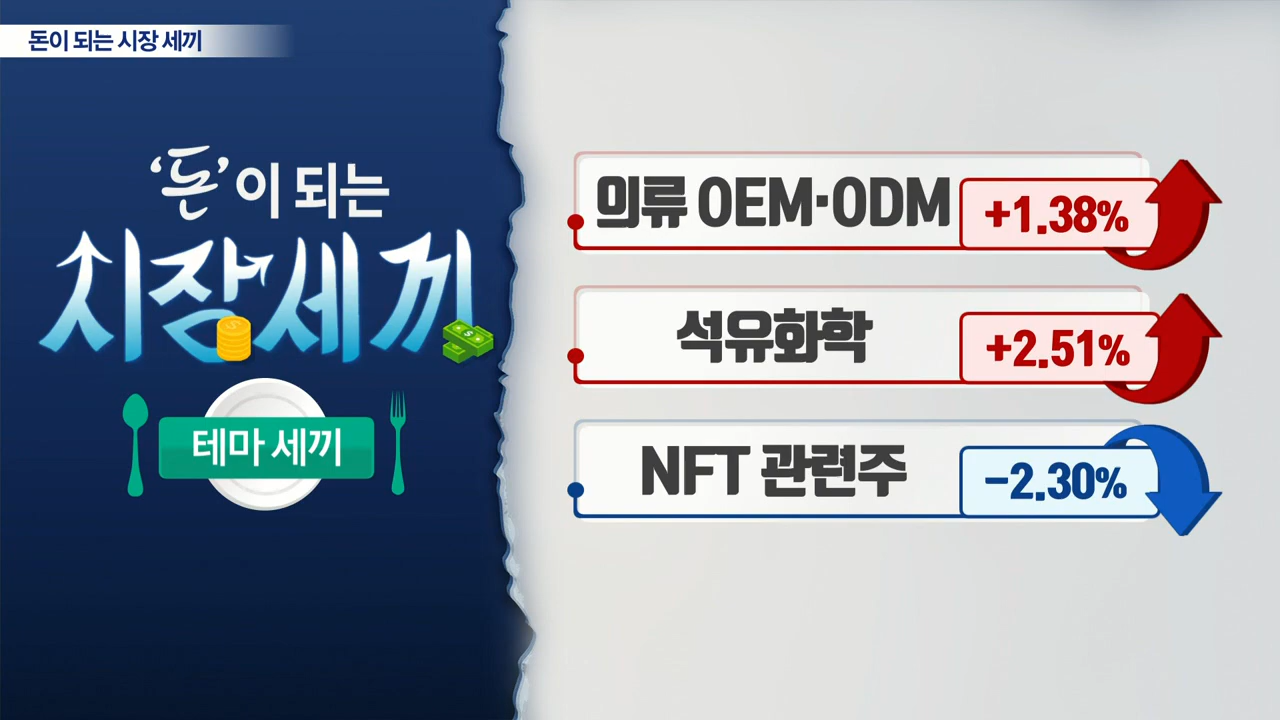 돈이 되는 시장 세끼
‘돈’이 되는
시장세끼
테마 세끼
의류 OEM·ODM +1.38%
석유화학 +2.51%
NFT 관련주 -2.30%